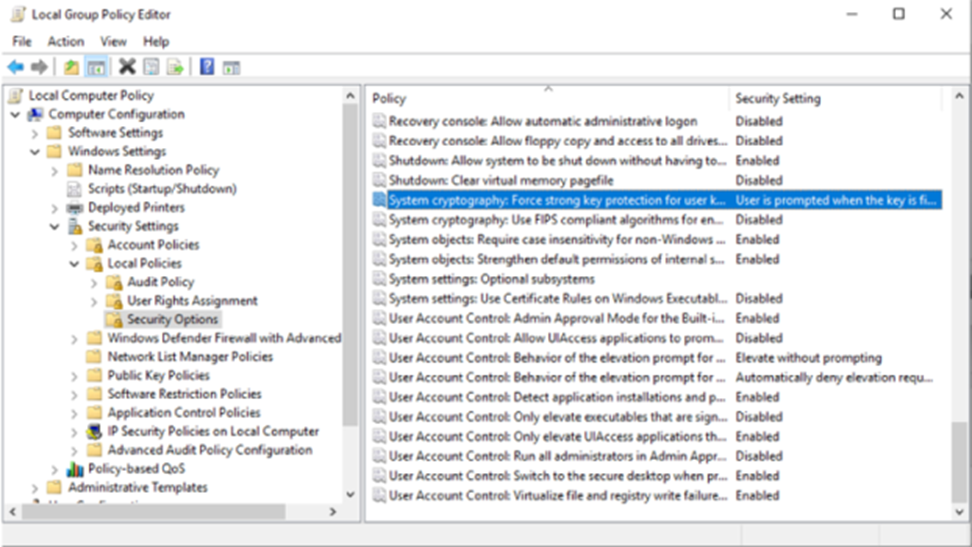 Local Group Policy Editor
File Action View Help
Local Computer Policy
Computer Configuration
Software Settings
Windows Settings
Name Resolution Policy
Scripts (Startup/Shutdown)
Deployed Printers
Security Settings
Account Policies
Local Policies
Audit Policy
User Rights Assignment
Security Options
Windows Defender Firewall with Advanced
Network List Manager Policies
Public Key Policies
Software Restriction Policies
Application Control Policies
IP Security Policies on Local Computer
Advanced Audit Policy Configuration
Policy-based QoS
Administrative Templates
Policy Security Setting
Recovery console: Allow automatic administrative logon Disabled
Recovery console: Allow floppy copy and access to all drives... Disabled
Shutdown: Allow system to be shut down without having to... Enabled
Shutdown: Clear virtual memory pagefile Disabled
System cryptography: Force strong key protection for user k... User is prompted when the key is fi...
System cryptography: Use FIPS compliant algorithms for en... Disabled
System objects: Require case insensitivity for non-Windows ... Enabled
System objects: Strengthen default permissions of internal s... Enabled
System settings: Optional subsystems
System settings: Use Certificate Rules on Windows Executabl... Disabled
User Account Control: Admin Approval Mode for the Built-i... Enabled
User Account Control: Allow UIAccess applications to prom... Disabled
User Account Control: Behavior of the elevation prompt for ... Elevate without prompting
User Account Control: Behavior of the elevation prompt for ... Automatically deny elevation requ...
User Account Control: Detect application installations and p... Enabled
User Account Control: Only elevate executables that are sign... Disabled
User Account Control: Only elevate UIAccess applications th... Enabled
User Account Control: Run all administrators in Admin Appr... Disabled
User Account Control: Switch to the secure desktop when pr... Enabled
User Account Control: Virtualize file and registry write failure... Enabled